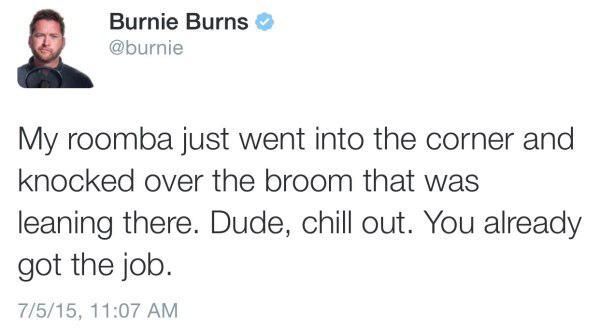 Burnie Burns
@burnie
My roomba just went into the corner and
knocked over the broom that was
leaning there. Dude, chill out. You already
got the job.
7/5/15, 11:07 AM